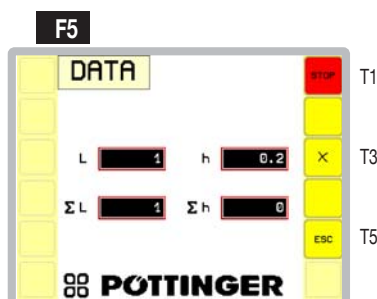 F5
DATA
STOP T1
L 1 h 0.2 × T3
ΣL 1 Σh 0
ESC T5
PÖTTINGER